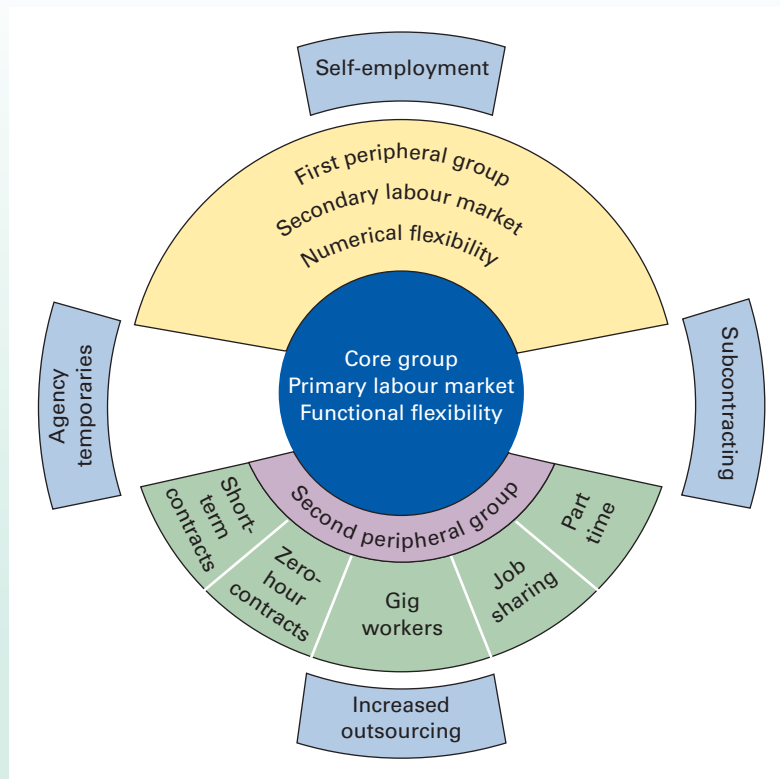 Self-employment
First peripheral group
Secondary labour market
Numerical flexibility
Agency
temporaries
Core group
Primary labour market
Functional flexibility
Subcontracting
Second peripheral group
Short-
term
contracts
Zero-
hour
contracts
Gig
workers
Job
sharing
Part
time
Increased
outsourcing